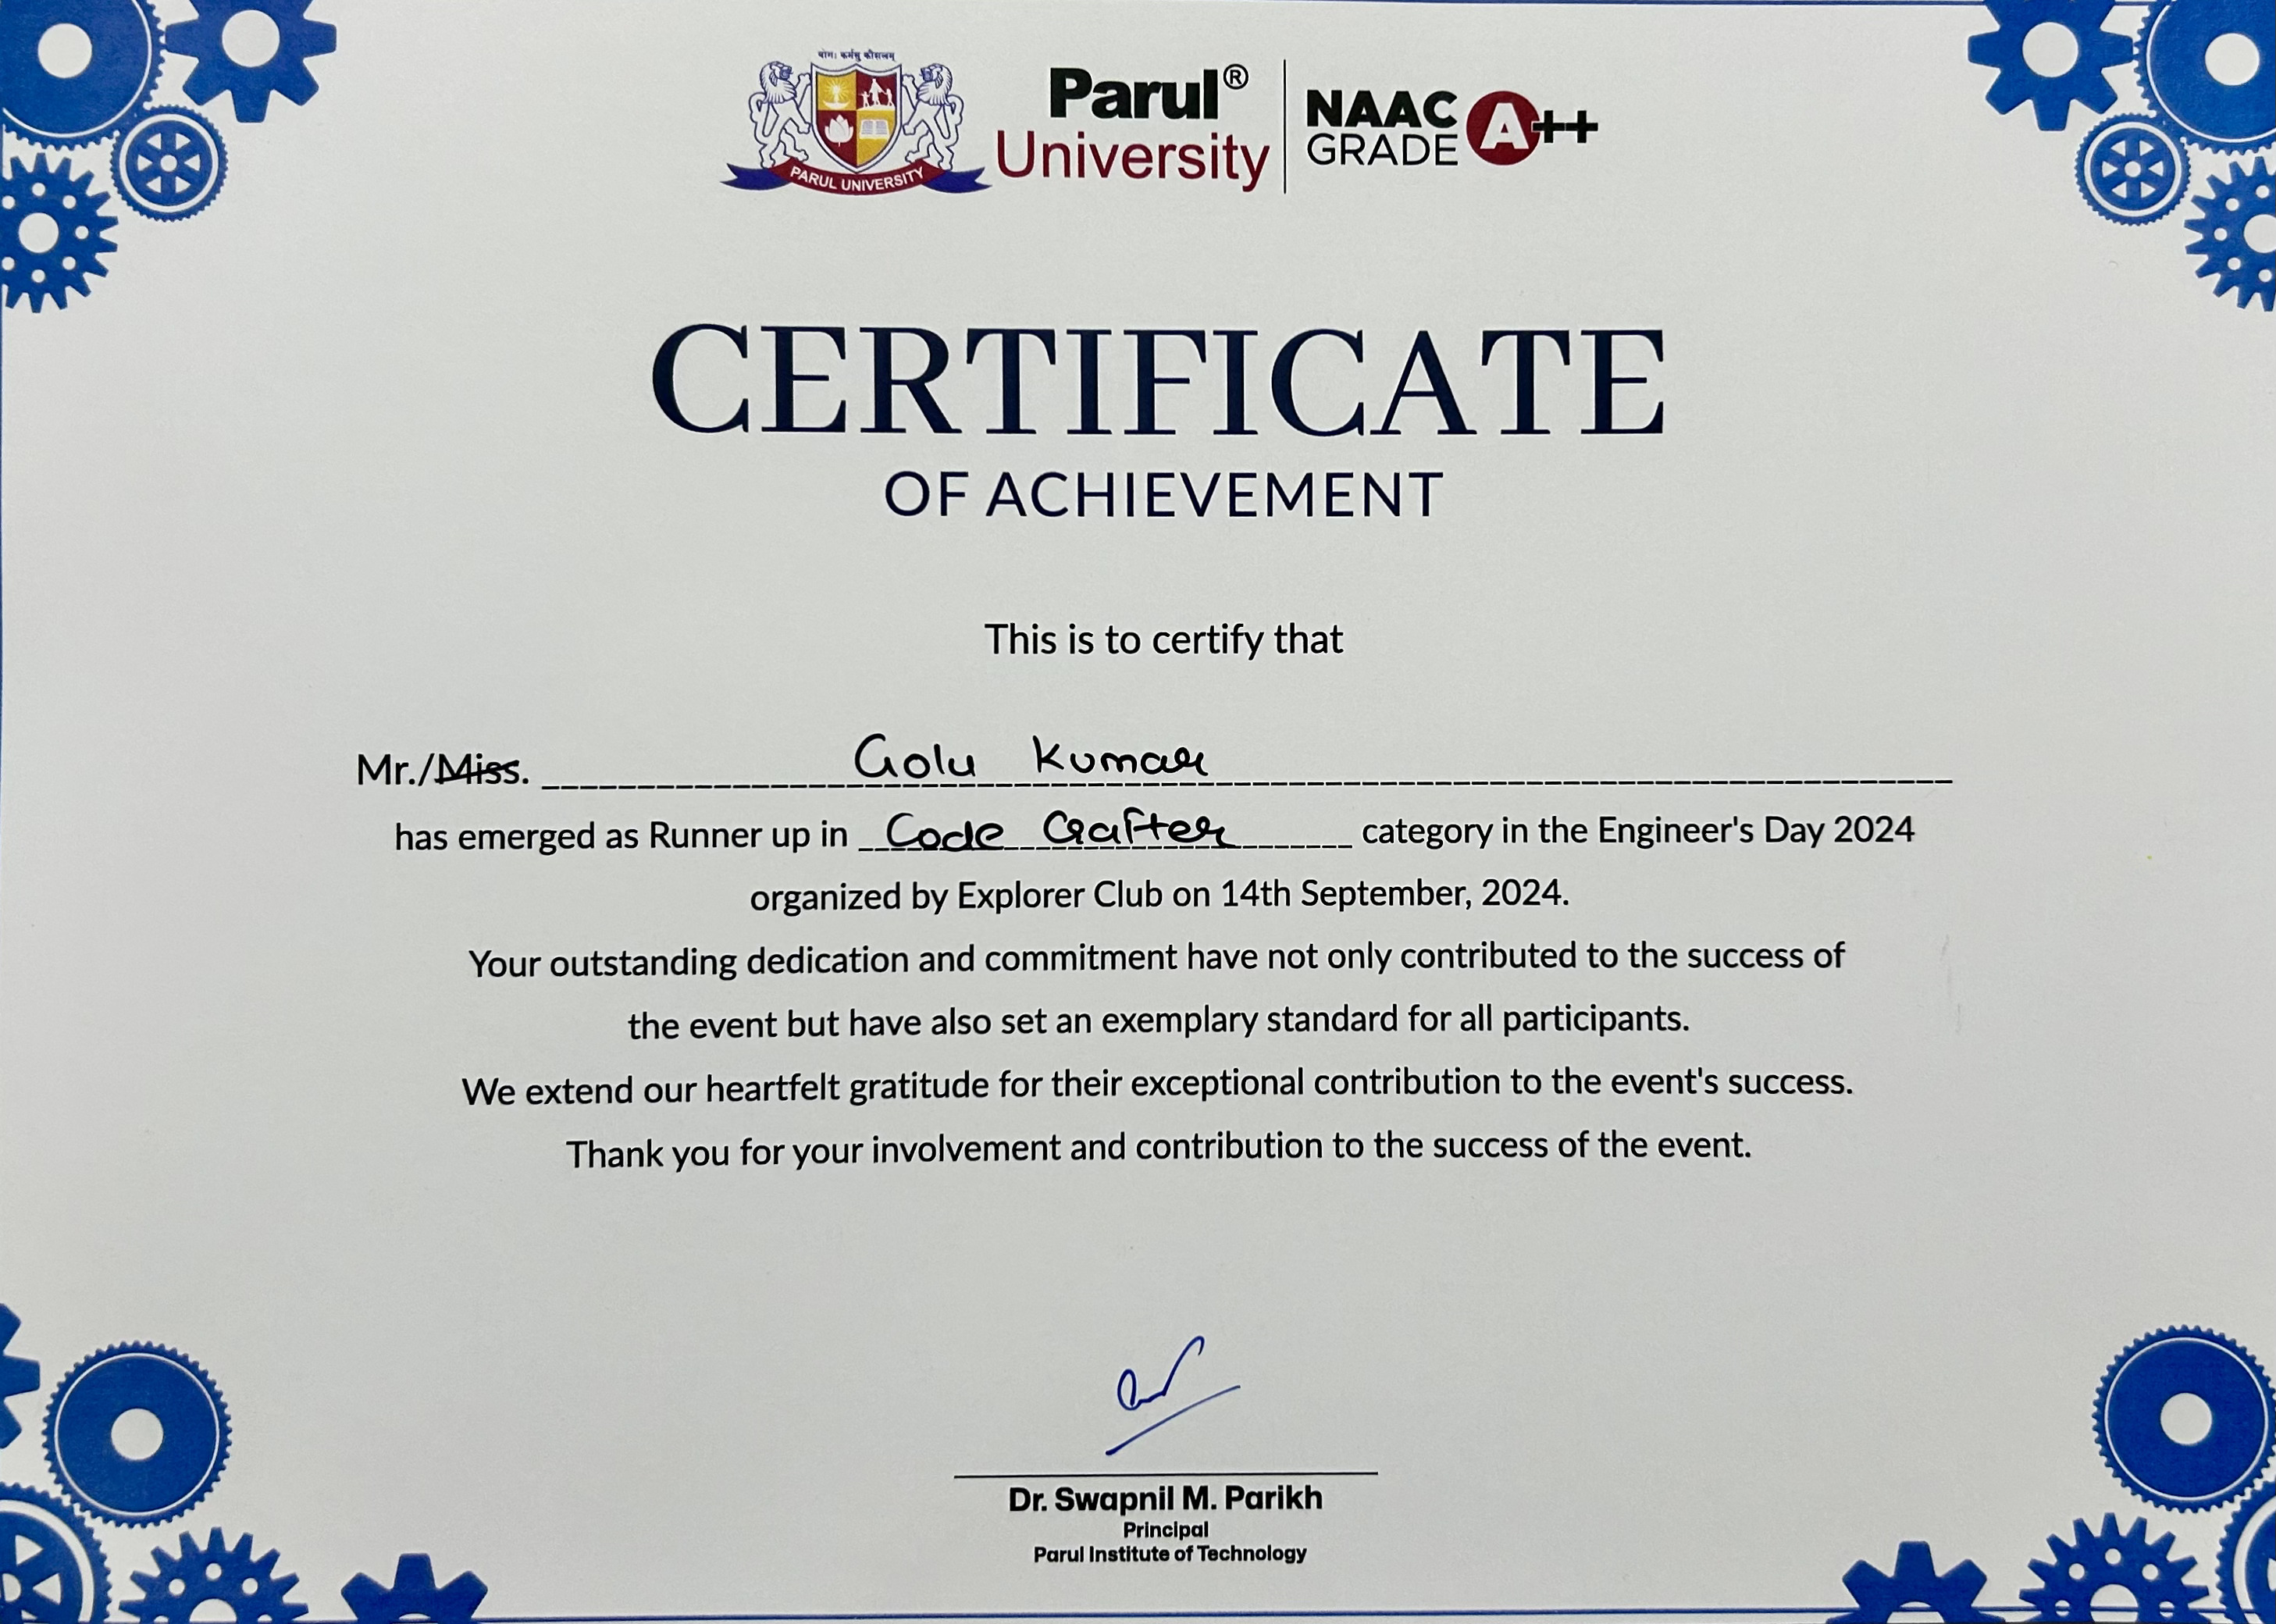 योगः कर्मसु कौशलम्
PARUL UNIVERSITY
Parul®
University
NAAC
GRADE A++
CERTIFICATE
OF ACHIEVEMENT
This is to certify that
Mr./Miss. Golu Kumar
has emerged as Runner up in Code Crafter category in the Engineer's Day 2024
organized by Explorer Club on 14th September, 2024.
Your outstanding dedication and commitment have not only contributed to the success of
the event but have also set an exemplary standard for all participants.
We extend our heartfelt gratitude for their exceptional contribution to the event's success.
Thank you for your involvement and contribution to the success of the event.
Dr. Swapnil M. Parikh
Principal
Parul Institute of Technology